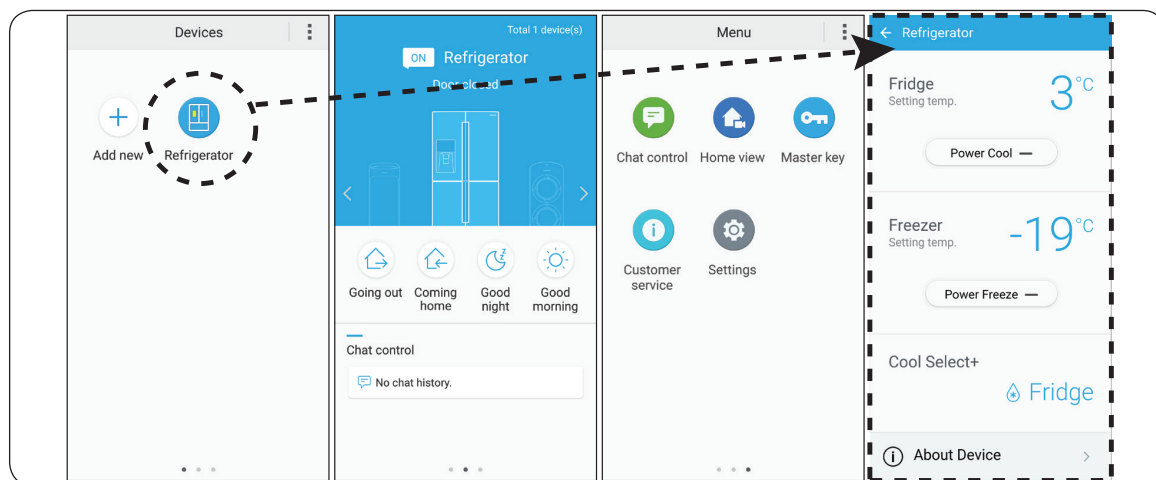 Devices
Add new
Refrigerator
Total 1 device(s)
ON Refrigerator
Door closed
Going out
Coming
home
Good
night
Good
morning
Chat control
No chat history.
Menu
Chat control
Home view
Master key
Customer
service
Settings
Refrigerator
Fridge
Setting temp.
3°C
Power Cool
Freezer
Setting temp.
-19°C
Power Freeze
Cool Select+
Fridge
About Device